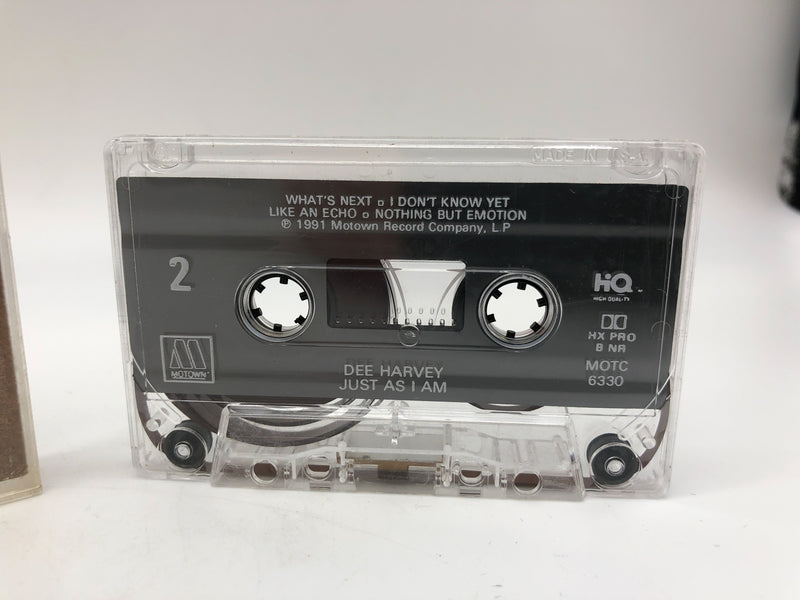 MADE IN U.S.A.
WHAT'S NEXT □ I DON'T KNOW YET
LIKE AN ECHO □ NOTHING BUT EMOTION
℗ 1991 Motown Record Company, L.P
2
HQ
HIGH QUALITY
HX PRO
B NR
M
MOTOWN
DEE HARVEY
JUST AS I AM
MOTC
6330